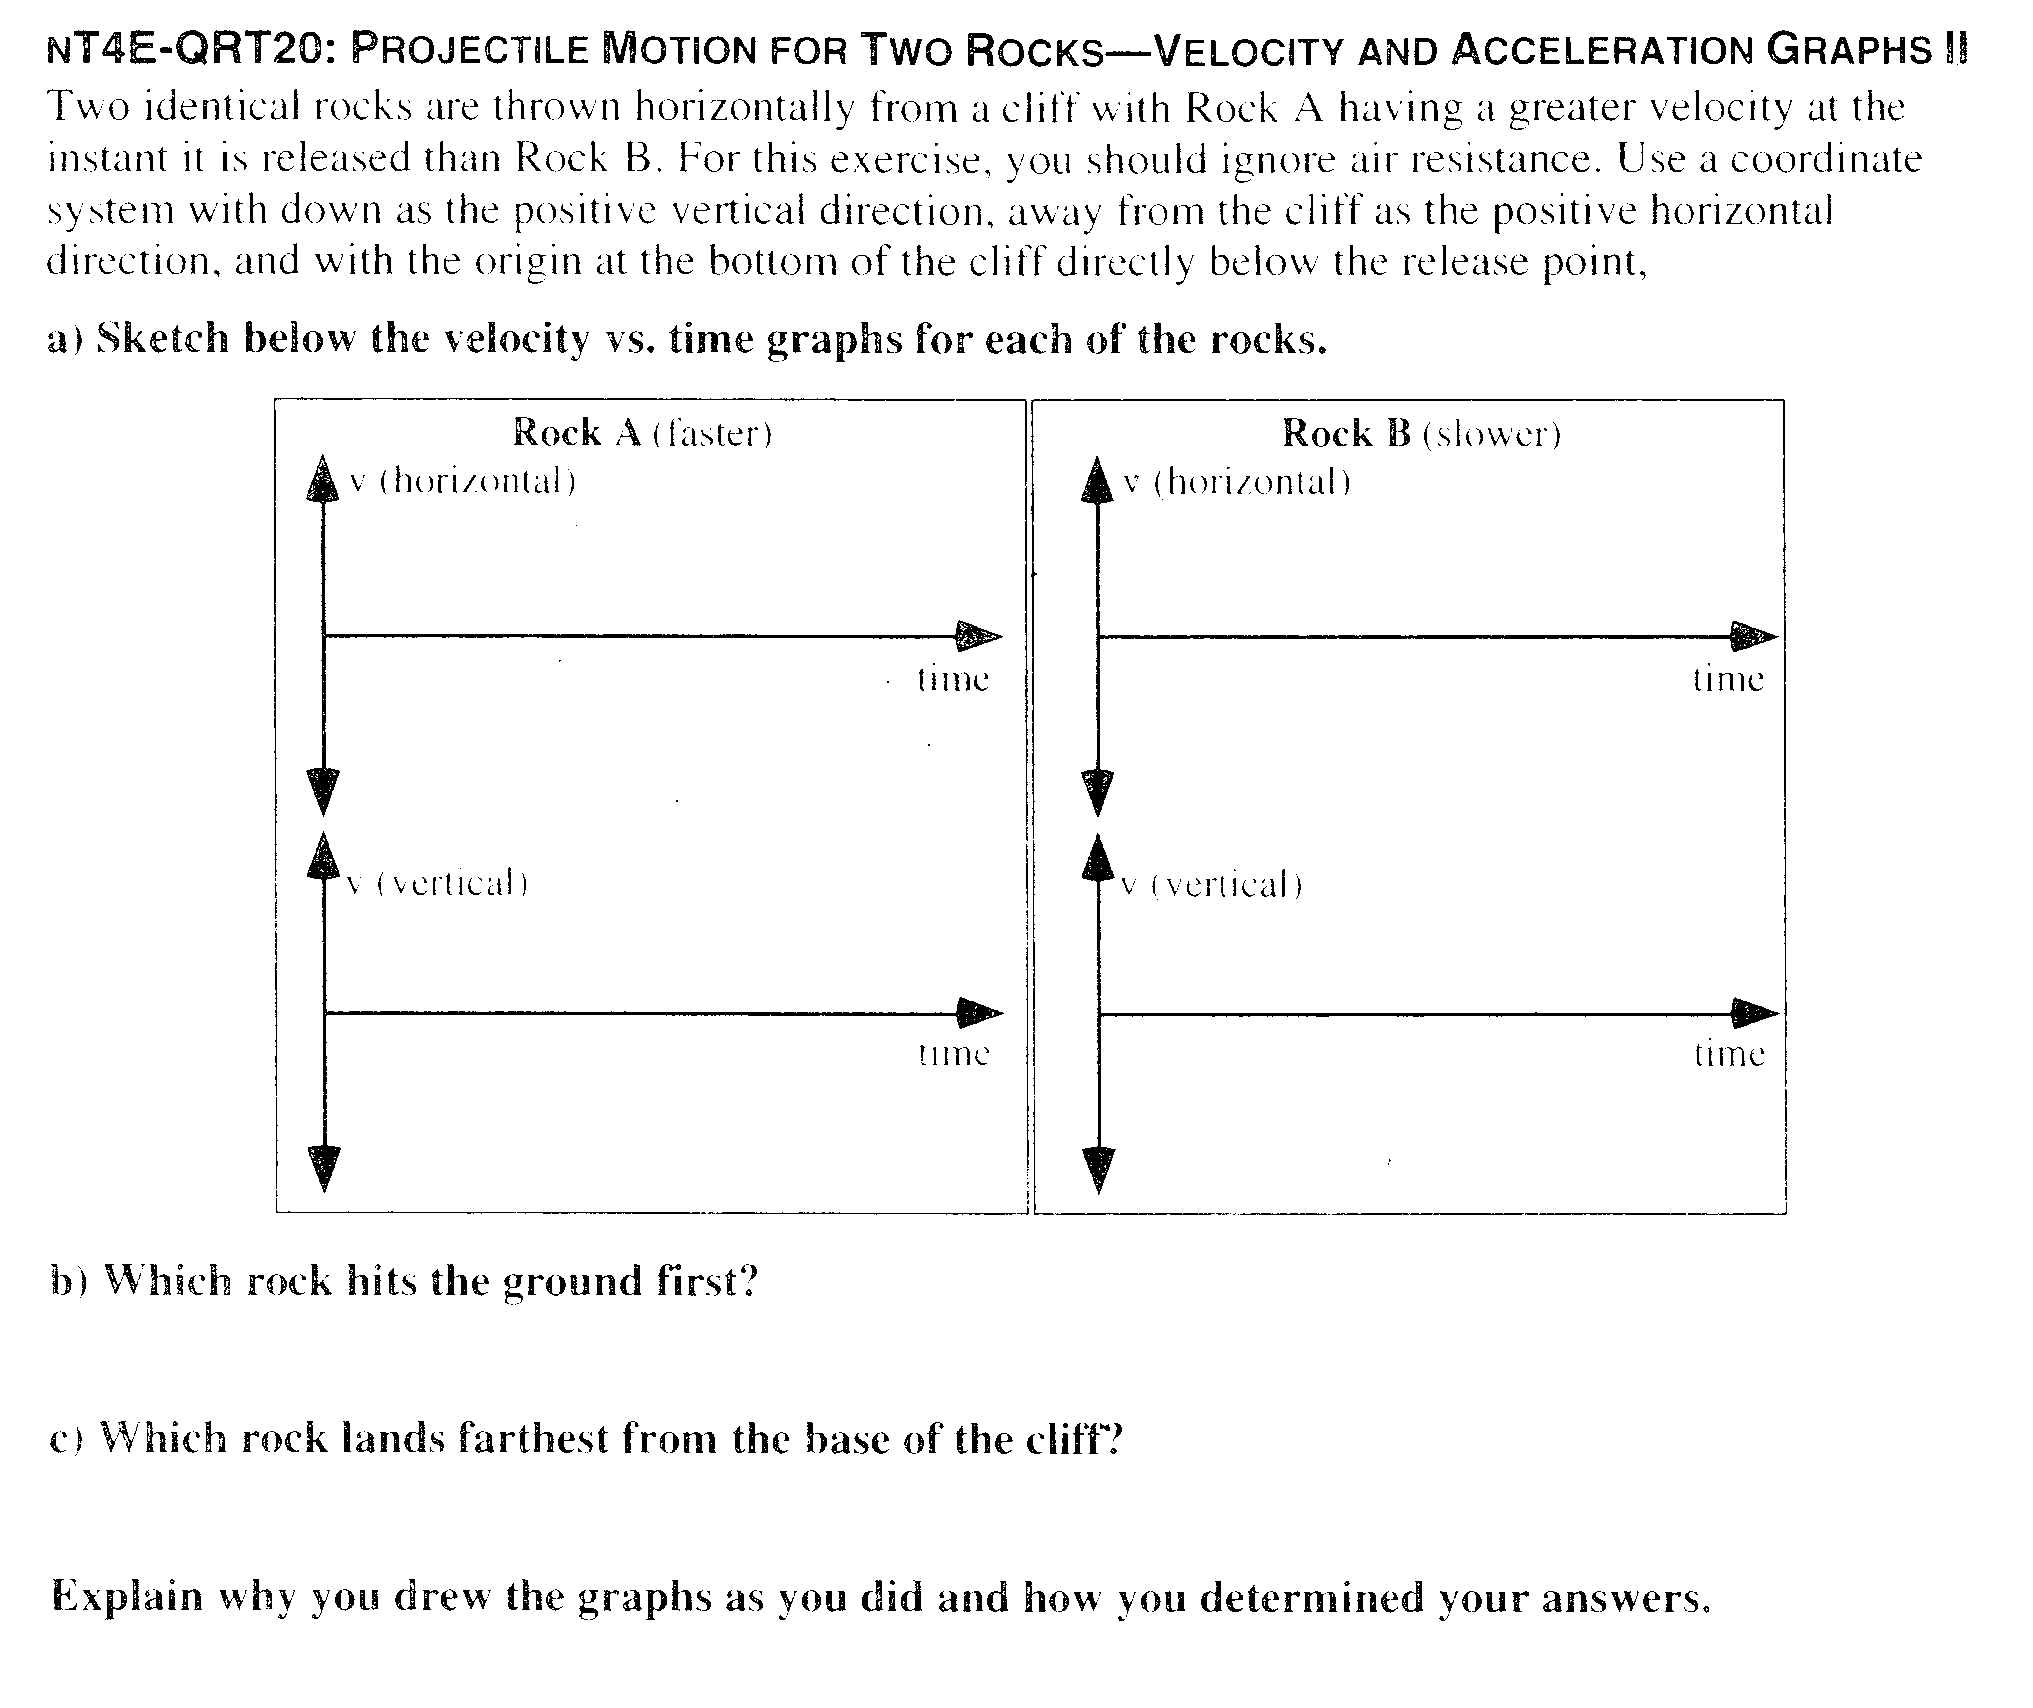 NT4E-QRT20: PROJECTILE MOTION FOR TWO ROCKS—VELOCITY AND ACCELERATION GRAPHS II
Two identical rocks are thrown horizontally from a cliff with Rock A having a greater velocity at the
instant it is released than Rock B. For this exercise, you should ignore air resistance. Use a coordinate
system with down as the positive vertical direction, away from the cliff as the positive horizontal
direction, and with the origin at the bottom of the cliff directly below the release point,
a) Sketch below the velocity vs. time graphs for each of the rocks.
Rock A (faster)
v (horizontal)
time
v (vertical)
time
Rock B (slower)
v (horizontal)
time
v (vertical)
time
b) Which rock hits the ground first?
c) Which rock lands farthest from the base of the cliff?
Explain why you drew the graphs as you did and how you determined your answers.